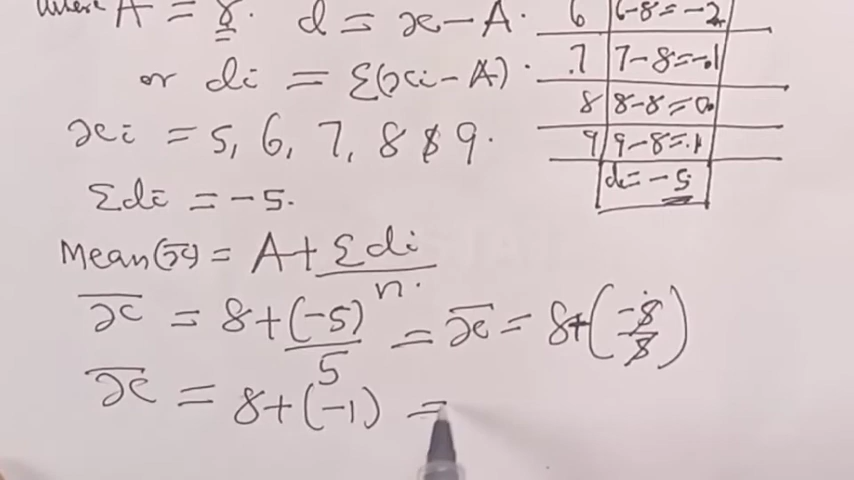 where A = 8. d = x - A.
or di = Σ(xi - A).
xi = 5, 6, 7, 8 $ 9.
Σdi = -5.
Mean(x̅) = A + Σdi/n.
x̅ = 8+(-5)/5 = x̅ = 8+(-5/5)
x̅ = 8+(-1) =
6 6-8=-2
7 7-8=-1
8 8-8=0
9 9-8=1
di=-5